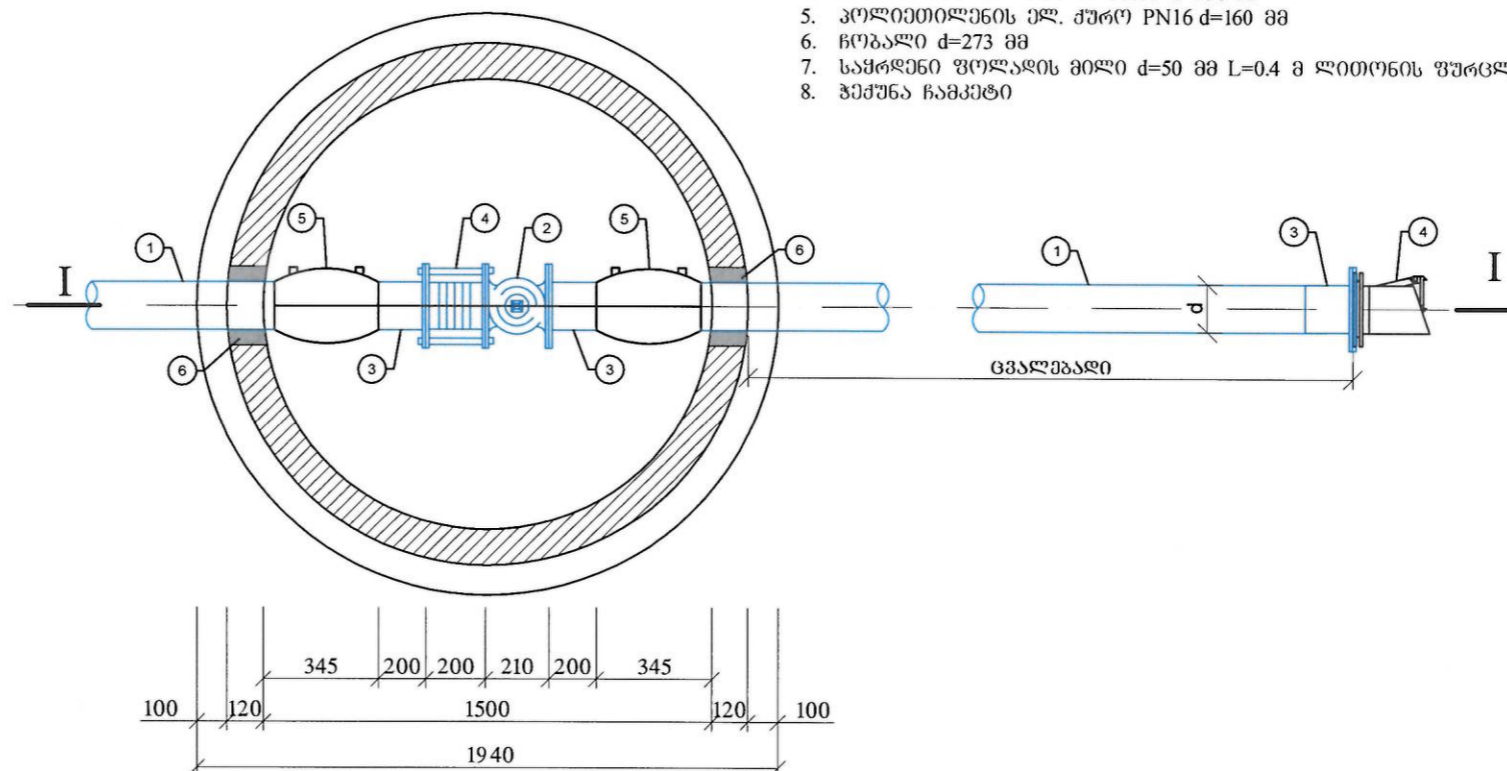 5. პოლიეთილენის ელ. ქურო PN16 d=160 მმ
6. ჩობალი d=273 მმ
7. საყრდენი ფოლადის მილი d=50 მმ L=0.4 მ ლითონის ფურცლ
8. ჭექუნა ჩამკეტი
5 4 2 5
1 6 1 3 4
I I
d
6 3 3
ცვალებადი
345 200 200 210 200 345
100 120 1500 120 100
1940